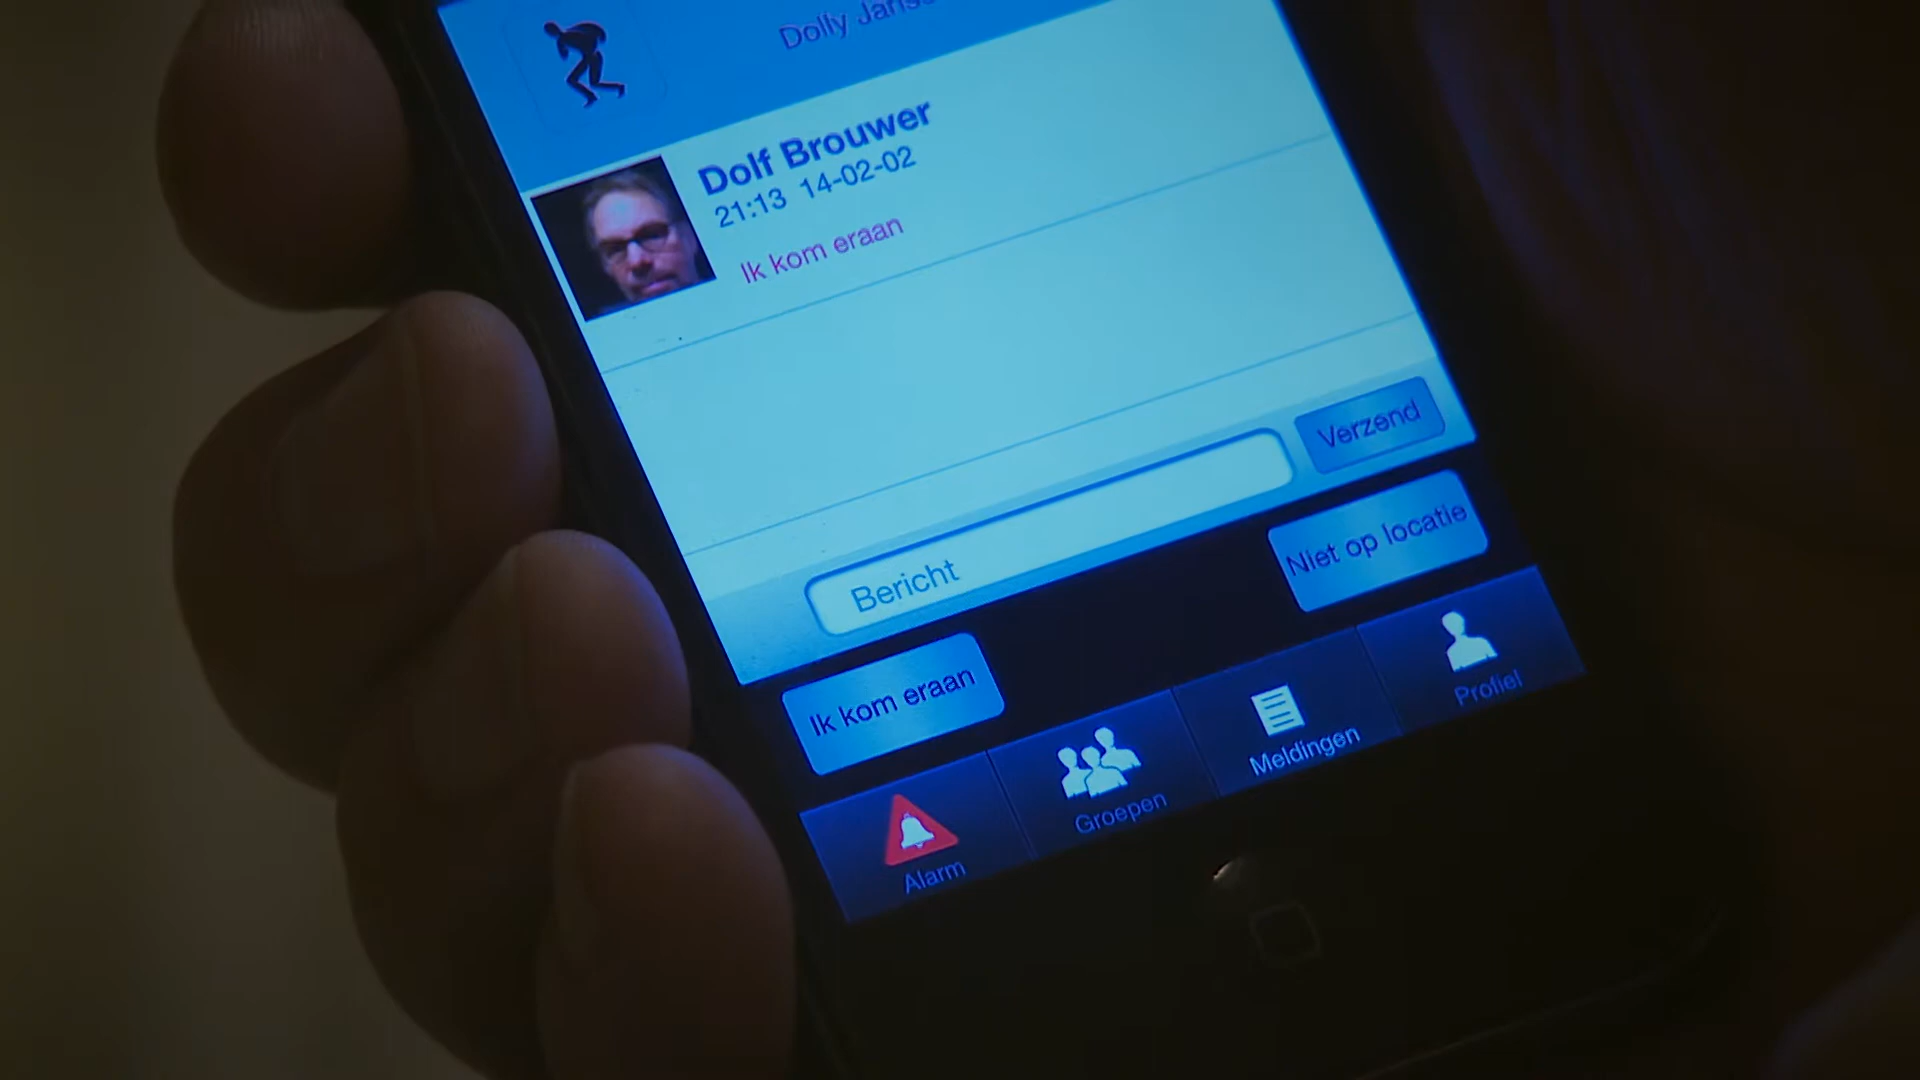 Dolly
Dolf Brouwer
21:13 14-02-02
Ik kom eraan
Verzend
Bericht
Niet op locatie
Ik kom eraan
Alarm
Groepen
Meldingen
Profiel